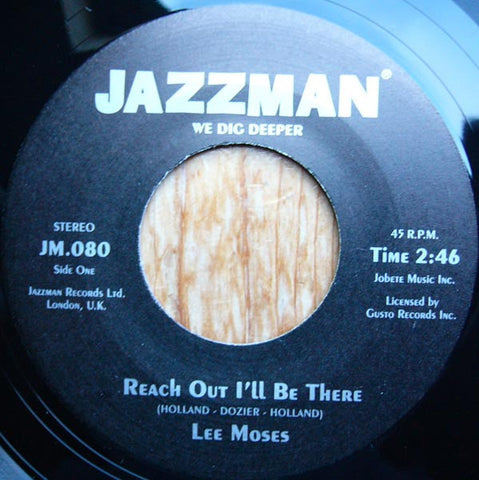 JAZZMAN®
WE DIG DEEPER
STEREO
JM.080
Side One
Jazzman Records Ltd.
London, U.K.
45 R.P.M.
Time 2:46
Jobete Music Inc.
Licensed by
Gusto Records Inc.
Reach Out I'll Be There
(HOLLAND - DOZIER - HOLLAND)
Lee Moses